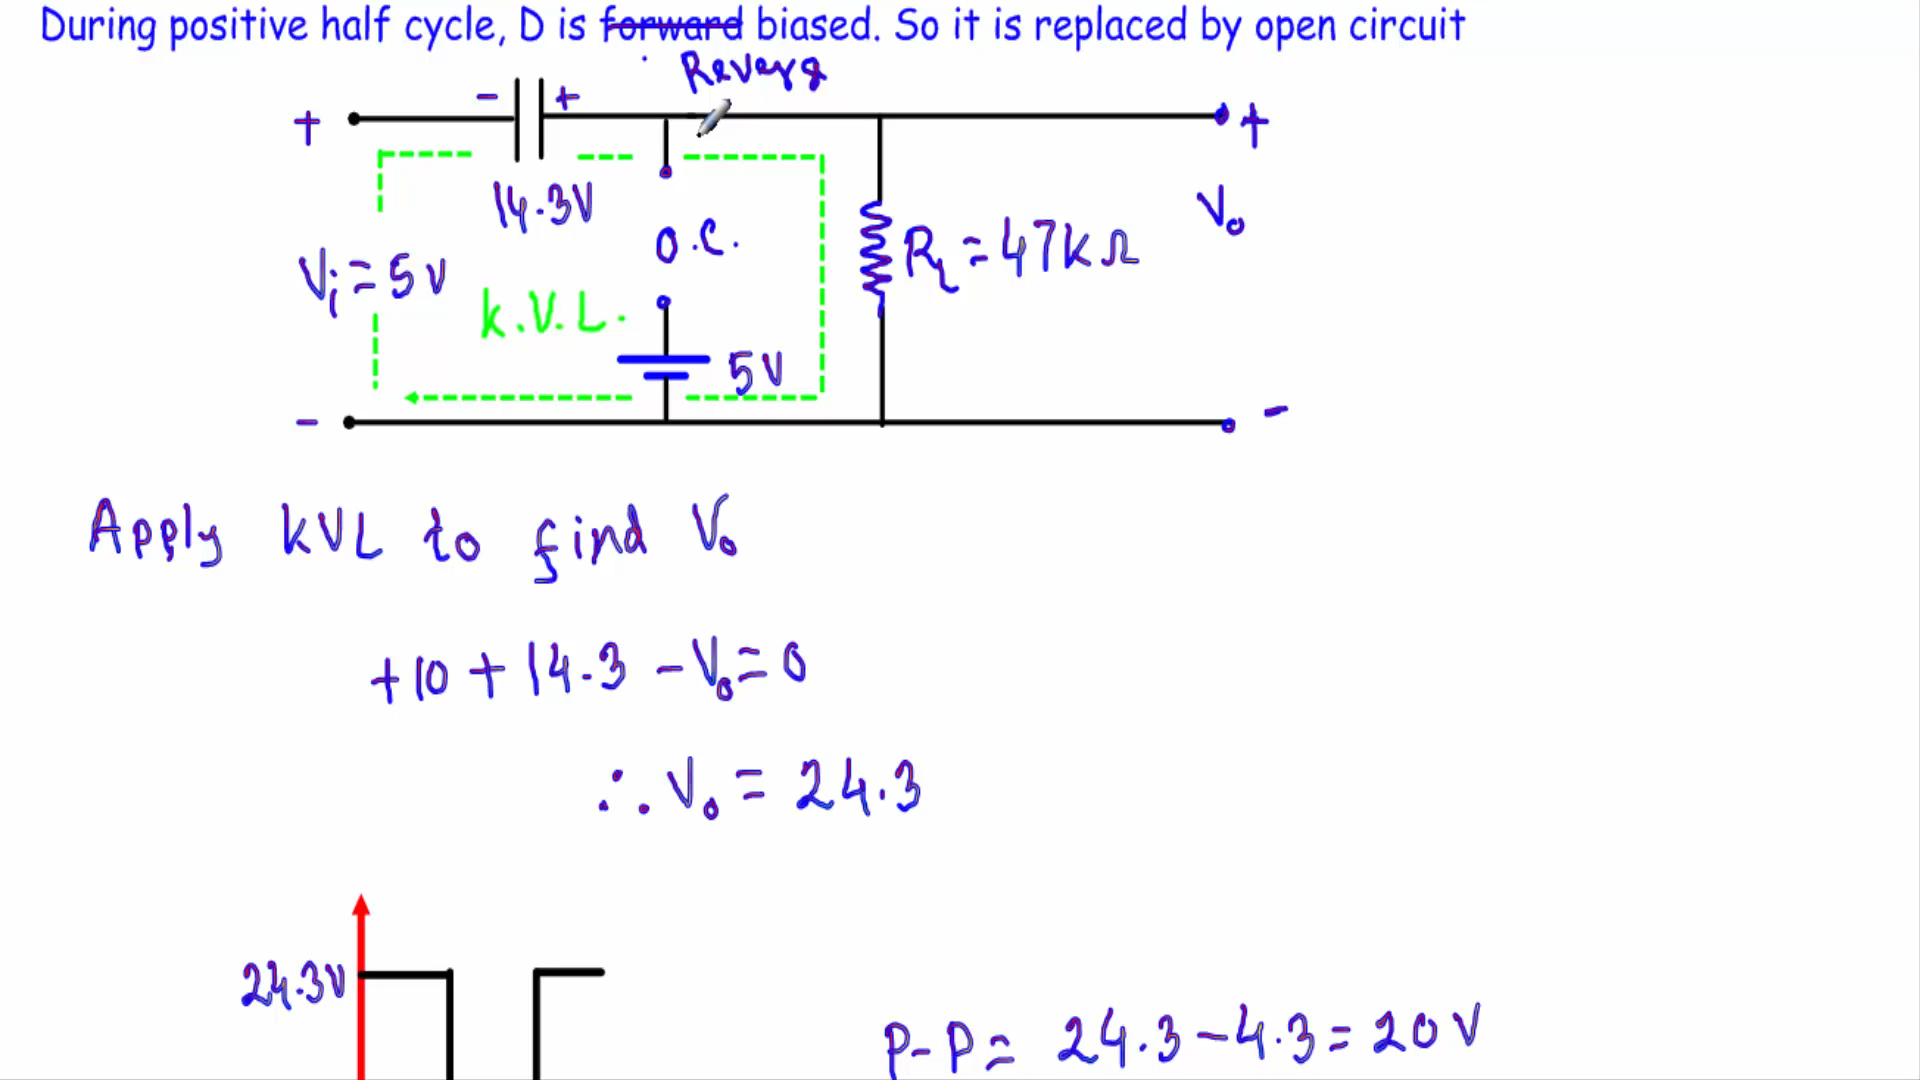 During positive half cycle, D is forward biased. So it is replaced by open circuit
Revers
+ - + +
14.3V
Vo
O.C.
RL = 47kΩ
Vi = 5V
K.V.L.
5V
- -
Apply KVL to find Vo
+10 + 14.3 - Vo = 0
∴ Vo = 24.3
24.3V
P-P = 24.3 - 4.3 = 20V